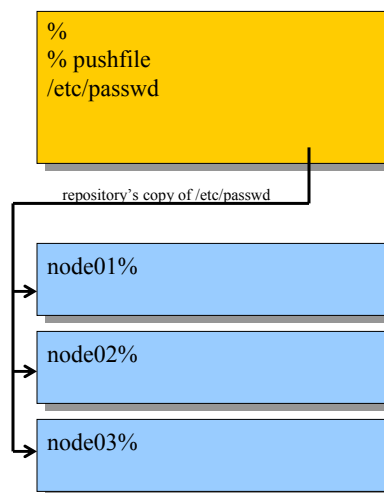 %
% pushfile
/etc/passwd
repository's copy of /etc/passwd
node01%
node02%
node03%